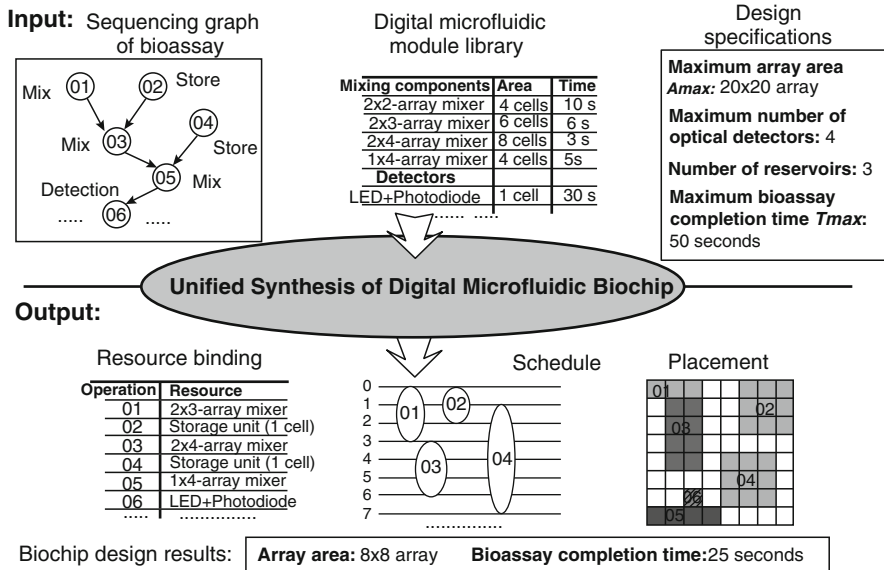 Input:
Sequencing graph
of bioassay
Digital microfluidic
module library
Design
specifications
01
02
Store
Mix
03
04
Mix
Store
05
Mix
Detection
06
..... .....
Mixing components Area Time
2x2-array mixer 4 cells 10 s
2x3-array mixer 6 cells 6 s
2x4-array mixer 8 cells 3 s
1x4-array mixer 4 cells 5s
Detectors
LED+Photodiode 1 cell 30 s
...... .....
Maximum array area
Amax: 20x20 array
Maximum number of
optical detectors: 4
Number of reservoirs: 3
Maximum bioassay
completion time Tmax:
50 seconds
Unified Synthesis of Digital Microfluidic Biochip
Output:
Resource binding
Operation Resource
01 2x3-array mixer
02 Storage unit (1 cell)
03 2x4-array mixer
04 Storage unit (1 cell)
05 1x4-array mixer
06 LED+Photodiode
..... .................
Schedule
0
1
2
3
4
5
6
7
01
02
03
04
.................
Placement
01
02
03
04
06
05
Biochip design results:
Array area: 8x8 array Bioassay completion time:25 seconds